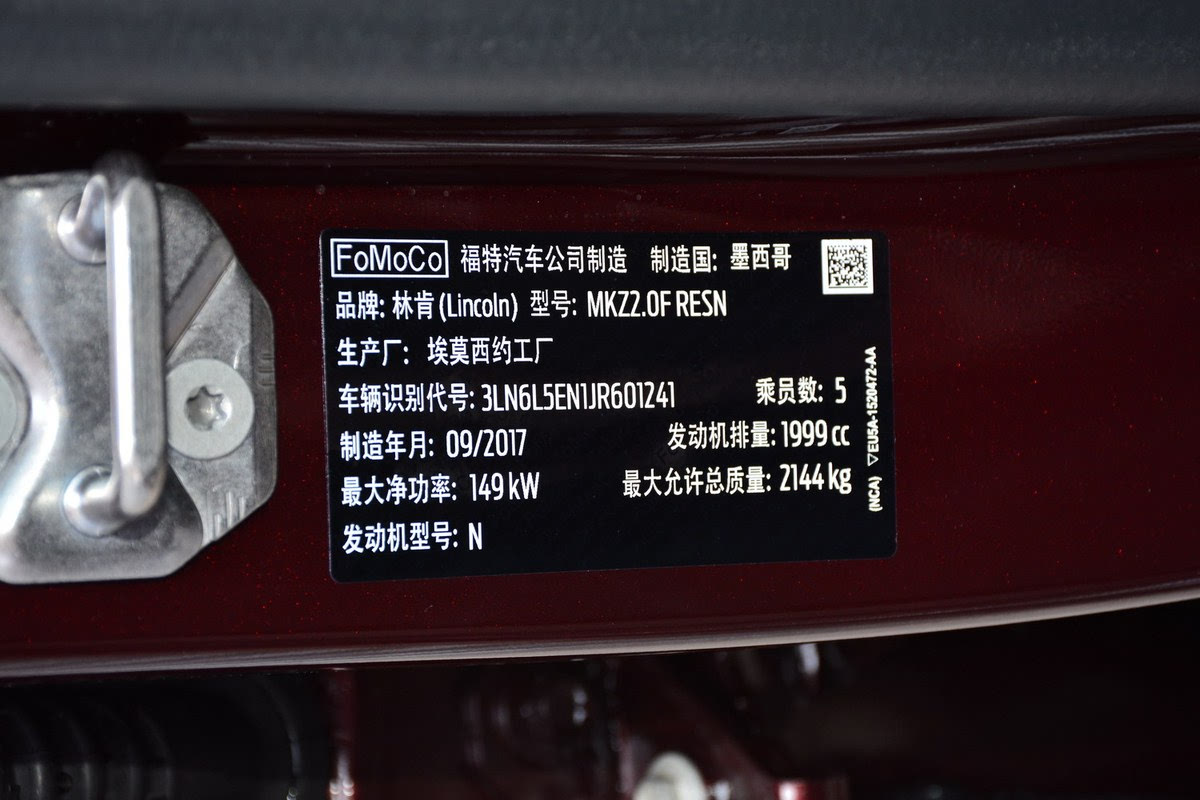 FoMoCo 福特汽车公司制造 制造国: 墨西哥
品牌: 林肯 (Lincoln) 型号: MKZ2.0F RESN
生产厂: 埃莫西约工厂
车辆识别代号: 3LN6L5EN1JR601241 乘员数: 5
制造年月: 09/2017 发动机排量: 1999 cc
最大净功率: 149 kW 最大允许总质量: 2144 kg
发动机型号: N
(NCA) ▽EU5A-1520472-AA